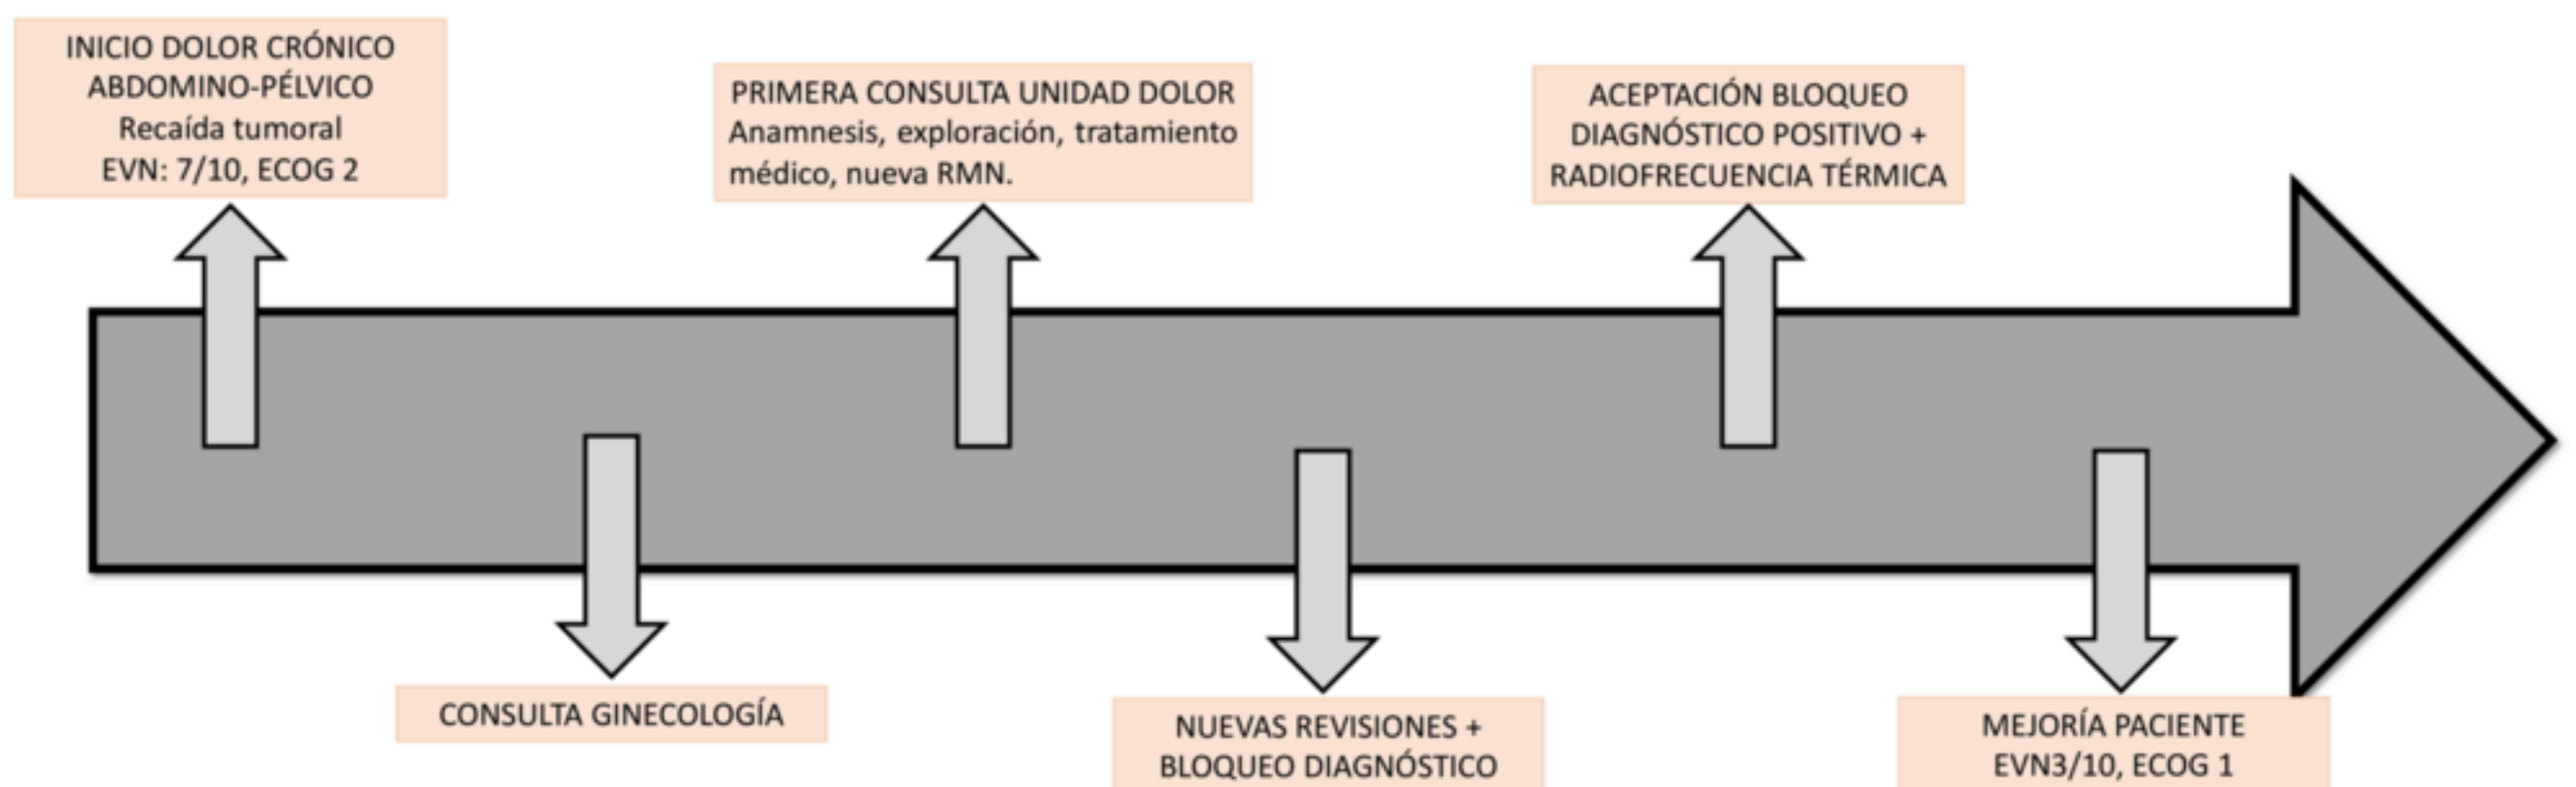 INICIO DOLOR CRÓNICO
ABDOMINO-PÉLVICO
Recaída tumoral
EVN: 7/10, ECOG 2
CONSULTA GINECOLOGÍA
PRIMERA CONSULTA UNIDAD DOLOR
Anamnesis, exploración, tratamiento
médico, nueva RMN.
NUEVAS REVISIONES +
BLOQUEO DIAGNÓSTICO
ACEPTACIÓN BLOQUEO
DIAGNÓSTICO POSITIVO +
RADIOFRECUENCIA TÉRMICA
MEJORÍA PACIENTE
EVN3/10, ECOG 1